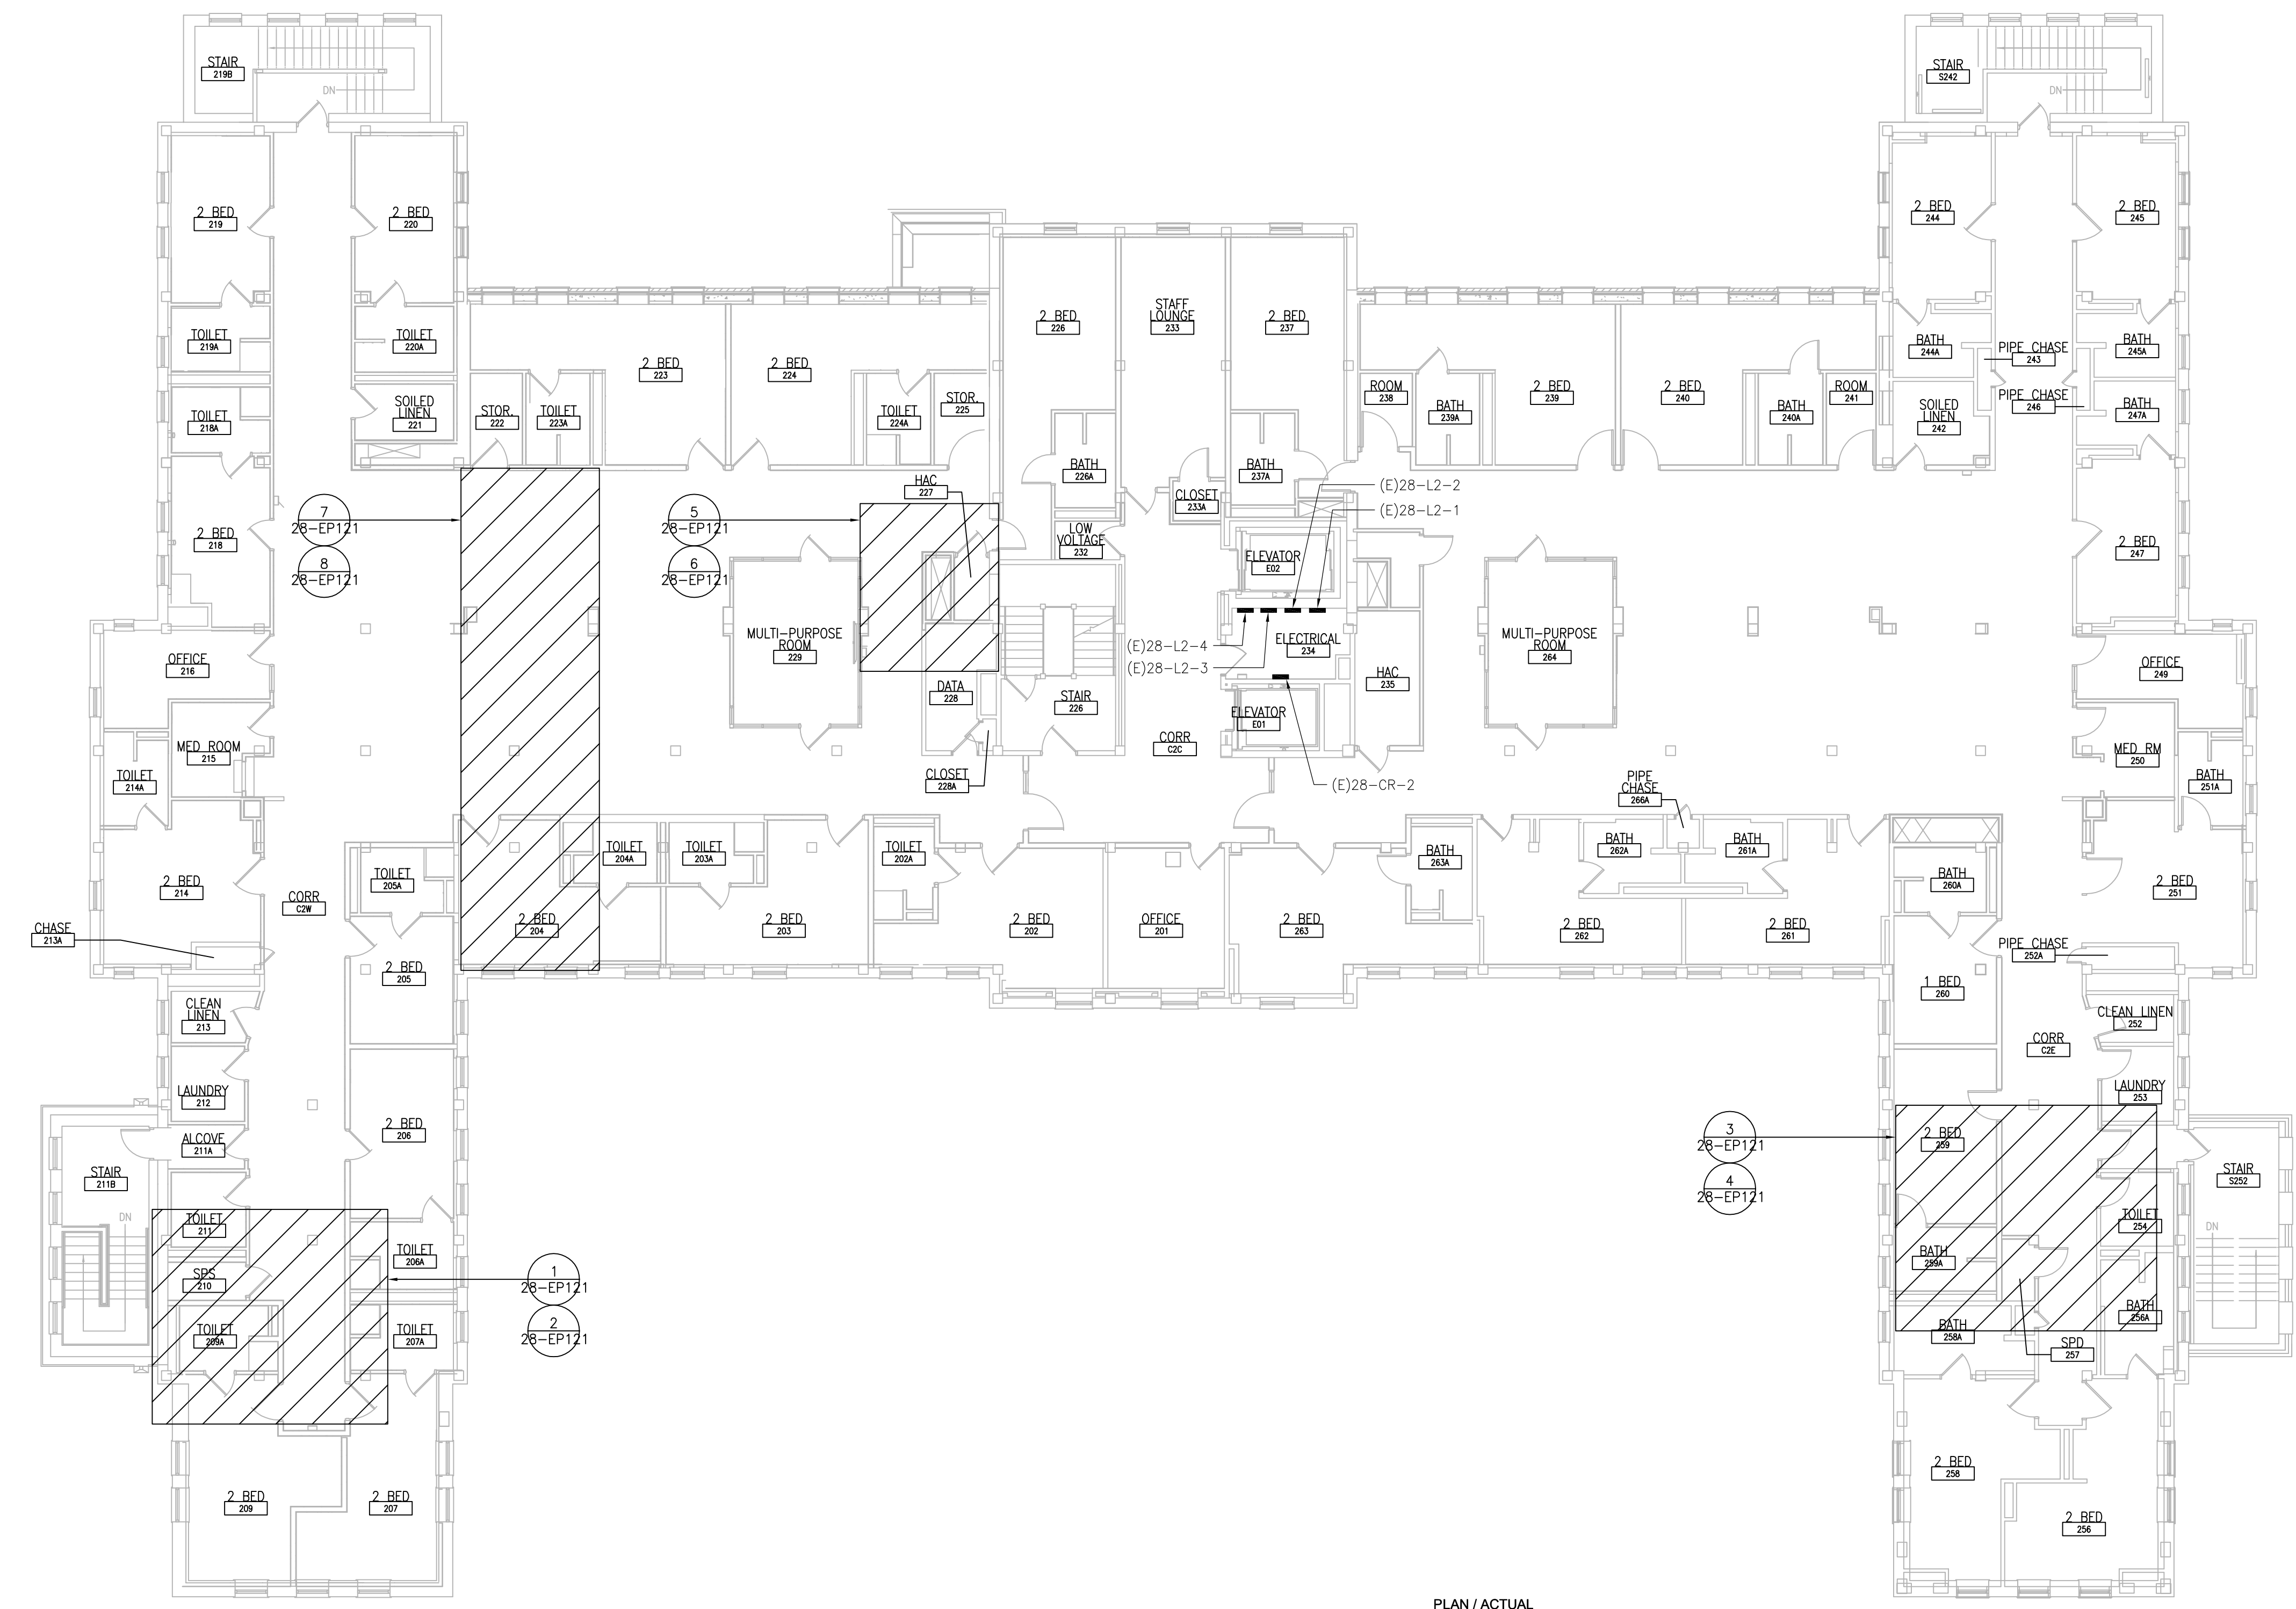 STAIR
219B
DN
STAIR
S242
DN
2 BED
219
2 BED
220
2 BED
244
2 BED
245
TOILET
219A
TOILET
220A
2 BED
226
STAFF
LOUNGE
233
2 BED
237
BATH
244A
PIPE CHASE
243
BATH
245A
TOILET
218A
SOILED
LINEN
221
STOR.
222
TOILET
223A
2 BED
223
2 BED
224
TOILET
224A
STOR.
225
ROOM
238
BATH
239A
2 BED
239
2 BED
240
BATH
240A
ROOM
241
SOILED
LINEN
242
PIPE CHASE
246
BATH
247A
BATH
226A
BATH
237A
CLOSET
233A
HAC
227
(E)28-L2-2
(E)28-L2-1
7
28-EP121
8
28-EP121
5
28-EP121
6
28-EP121
2 BED
218
LOW
VOLTAGE
232
ELEVATOR
E02
2 BED
247
OFFICE
216
MULTI-PURPOSE
ROOM
229
(E)28-L2-4
(E)28-L2-3
ELECTRICAL
234
MULTI-PURPOSE
ROOM
264
OFFICE
249
HAC
235
DATA
228
STAIR
226
ELEVATOR
E01
MED ROOM
215
CORR
C2C
MED RM
250
TOILET
214A
CLOSET
228A
(E)28-CR-2
PIPE
CHASE
266A
BATH
251A
TOILET
205A
TOILET
204A
TOILET
203A
TOILET
202A
BATH
263A
BATH
262A
BATH
261A
BATH
260A
2 BED
214
CORR
C2W
2 BED
251
CHASE
213A
2 BED
204
2 BED
203
2 BED
202
OFFICE
201
2 BED
263
2 BED
262
2 BED
261
PIPE CHASE
252A
2 BED
205
1 BED
260
CLEAN
LINEN
213
CLEAN LINEN
252
CORR
C2E
LAUNDRY
212
LAUNDRY
253
2 BED
206
ALCOVE
211A
3
28-EP121
4
28-EP121
2 BED
259
STAIR
211B
STAIR
S252
DN
TOILET
211
TOILET
254
DN
TOILET
206A
BATH
259A
SPS
210
1
28-EP121
2
28-EP121
TOILET
209A
TOILET
207A
BATH
258A
BATH
256A
SPD
257
2 BED
209
2 BED
207
2 BED
258
2 BED
256
PLAN / ACTUAL